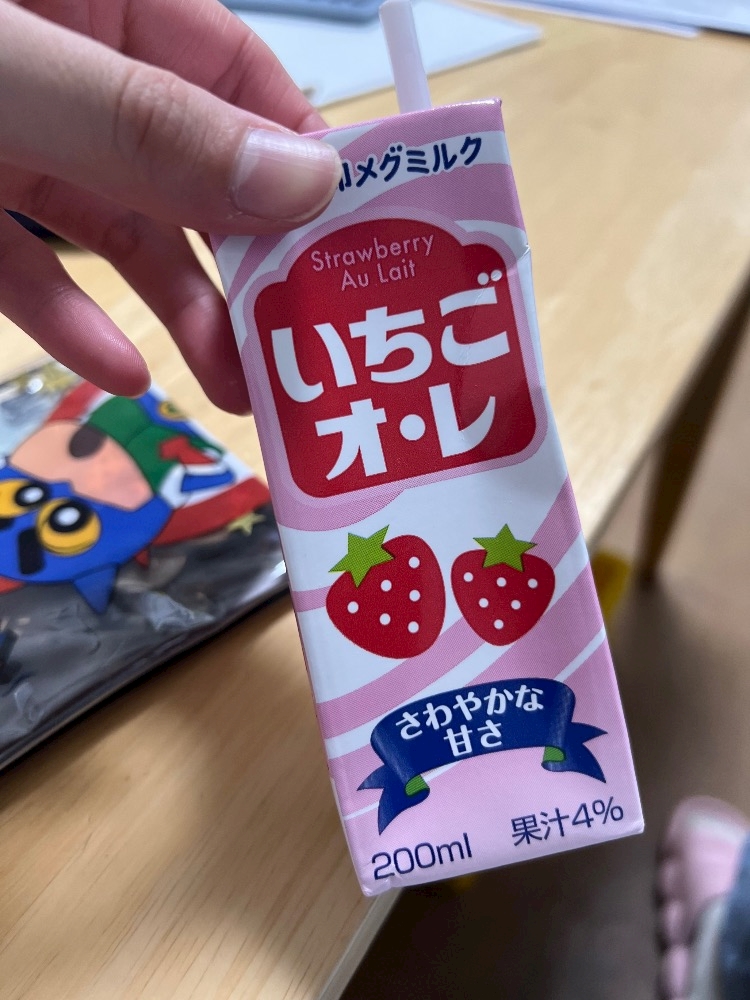 メグミルク
Strawberry
Au Lait
いちご
オ・レ
さわやかな
甘さ
200ml 果汁4%